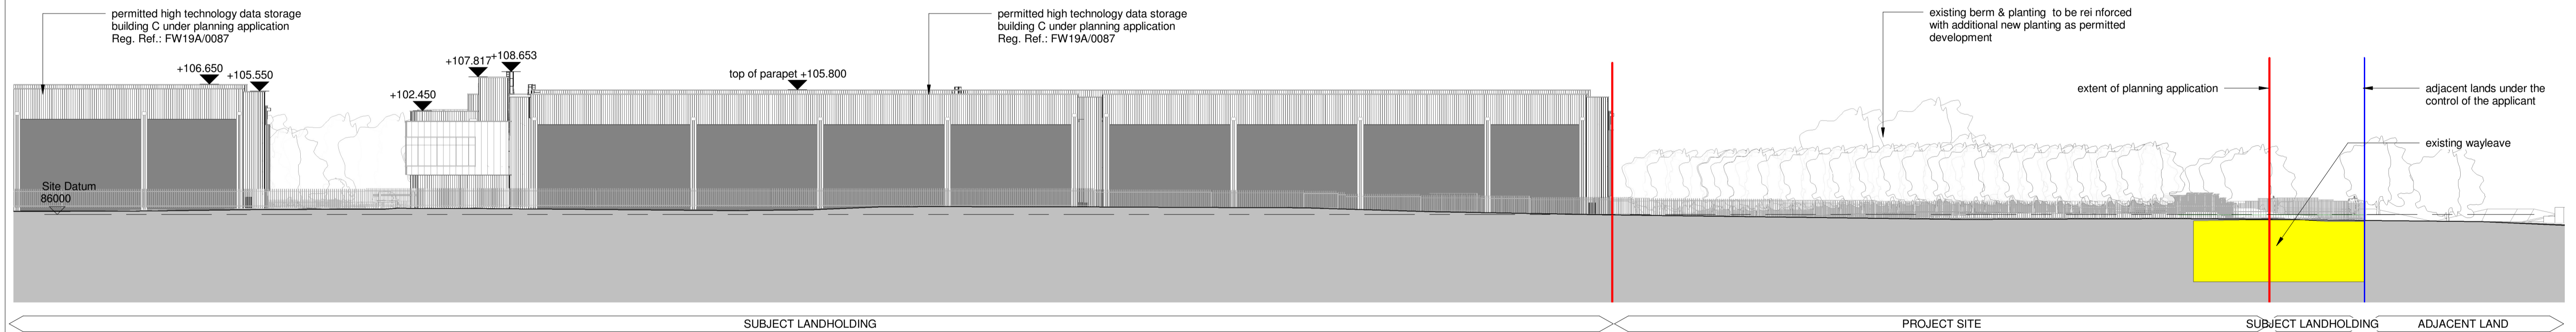 permitted high technology data storage
building C under planning application
Reg. Ref.: FW19A/0087
permitted high technology data storage
building C under planning application
Reg. Ref.: FW19A/0087
existing berm & planting  to be rei nforced
with additional new planting as permitted
development
+106.650
+105.550
+107.817
+108.653
+102.450
top of parapet +105.800
extent of planning application
adjacent lands under the
control of the applicant
existing wayleave
Site Datum
86000
SUBJECT LANDHOLDING
PROJECT SITE
SUBJECT LANDHOLDING
ADJACENT LAND